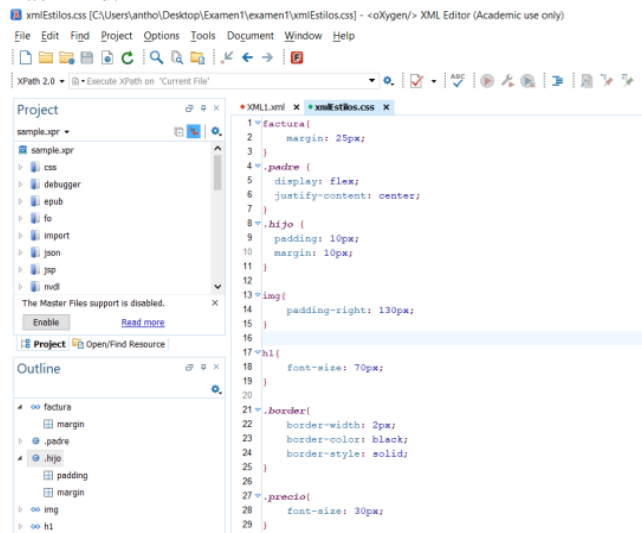 xmlEstilos.css [C:\Users\antho\Desktop\Examen1\examen1\xmlEstilos.css] - <oXygen/> XML Editor (Academic use only)
File Edit Find Project Options Tools Document Window Help
XPath 2.0 Execute XPath on 'Current File'
ABC
Project
sample.xpr
sample.xpr
css
debugger
epub
fo
import
json
jsp
nvdl
The Master Files support is disabled.
Enable Read more
Project Open/Find Resource
Outline
factura
margin
.padre
.hijo
padding
margin
img
h1
XML1.xml xmlEstilos.css
1 factura{
2 margin: 25px;
3 }
4 .padre {
5 display: flex;
6 justify-content: center;
7 }
8 .hijo {
9 padding: 10px;
10 margin: 10px;
11 }
12
13 img{
14 padding-right: 130px;
15 }
16
17 h1{
18 font-size: 70px;
19 }
20
21 .border{
22 border-width: 2px;
23 border-color: black;
24 border-style: solid;
25 }
26
27 .precio{
28 font-size: 30px;
29 }